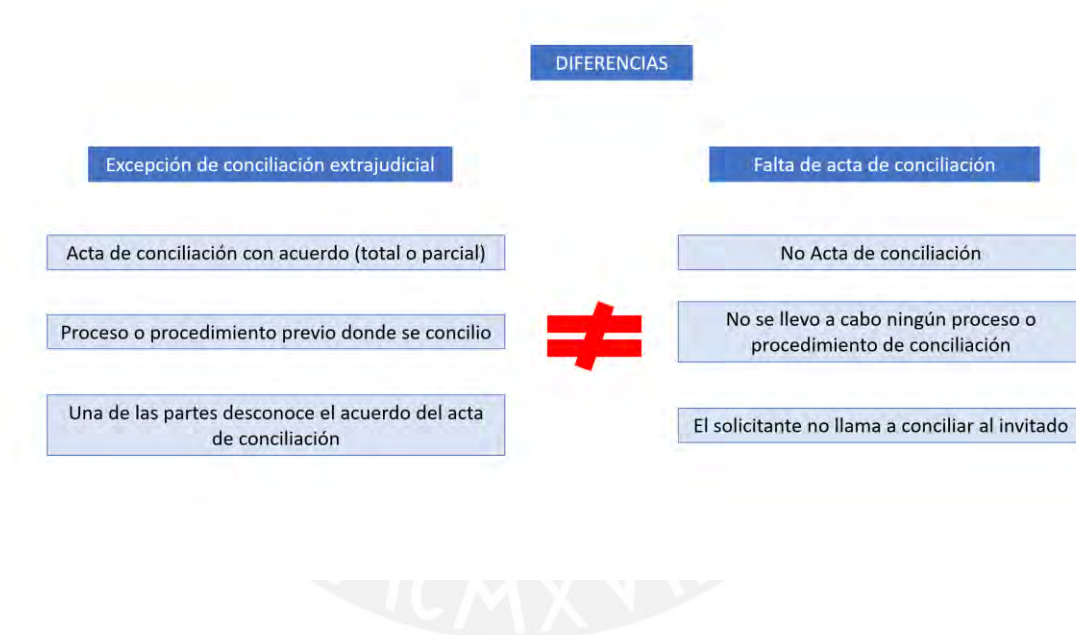 DIFERENCIAS
Excepción de conciliación extrajudicial
Falta de acta de conciliación
Acta de conciliación con acuerdo (total o parcial)
No Acta de conciliación
Proceso o procedimiento previo donde se concilio
No se llevo a cabo ningún proceso o
procedimiento de conciliación
Una de las partes desconoce el acuerdo del acta
de conciliación
El solicitante no llama a conciliar al invitado